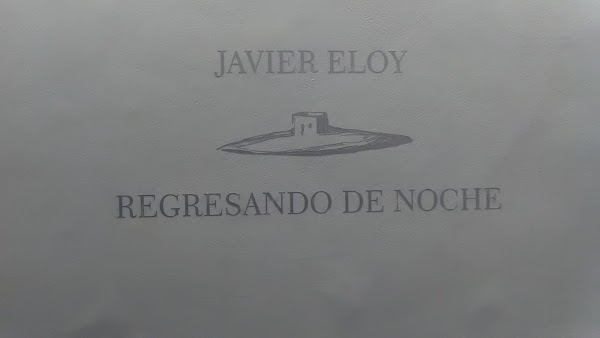 JAVIER ELOY
REGRESANDO DE NOCHE